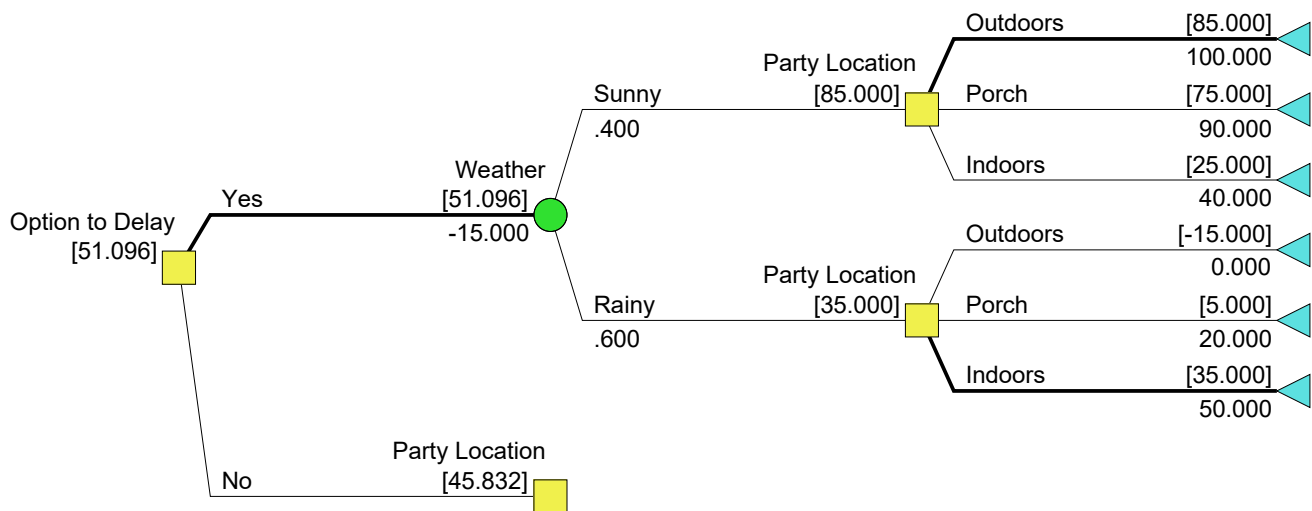 Outdoors [85.000]
100.000
Party Location
[85.000]
Sunny
.400
Porch [75.000]
90.000
Indoors [25.000]
40.000
Weather
[51.096]
-15.000
Yes
Option to Delay
[51.096]
Outdoors [-15.000]
0.000
Party Location
[35.000]
Rainy
.600
Porch [5.000]
20.000
Indoors [35.000]
50.000
Party Location
[45.832]
No